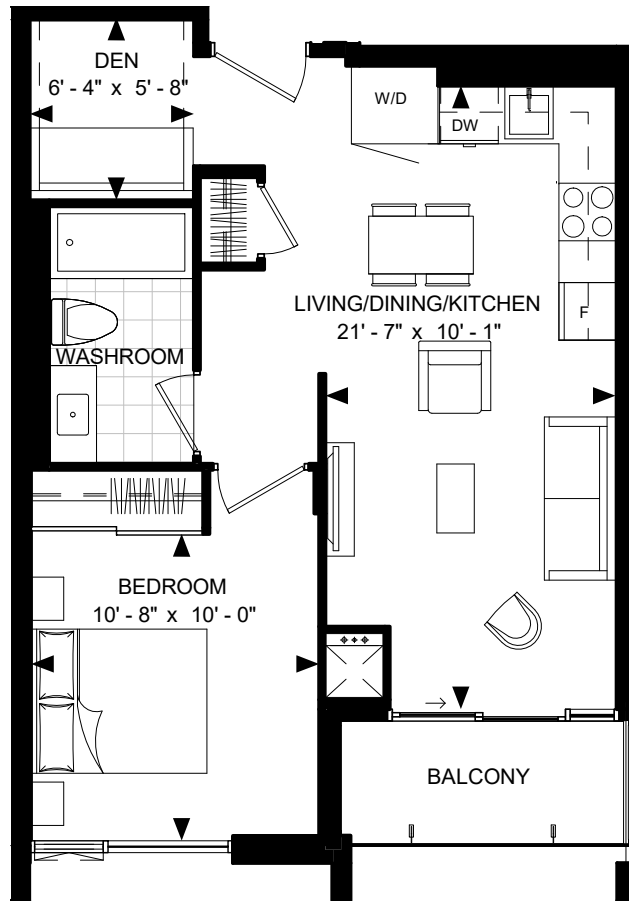 DEN
6' - 4" x 5' - 8"
W/D
DW
LIVING/DINING/KITCHEN
21' - 7" x 10' - 1"
F
WASHROOM
BEDROOM
10' - 8" x 10' - 0"
BALCONY